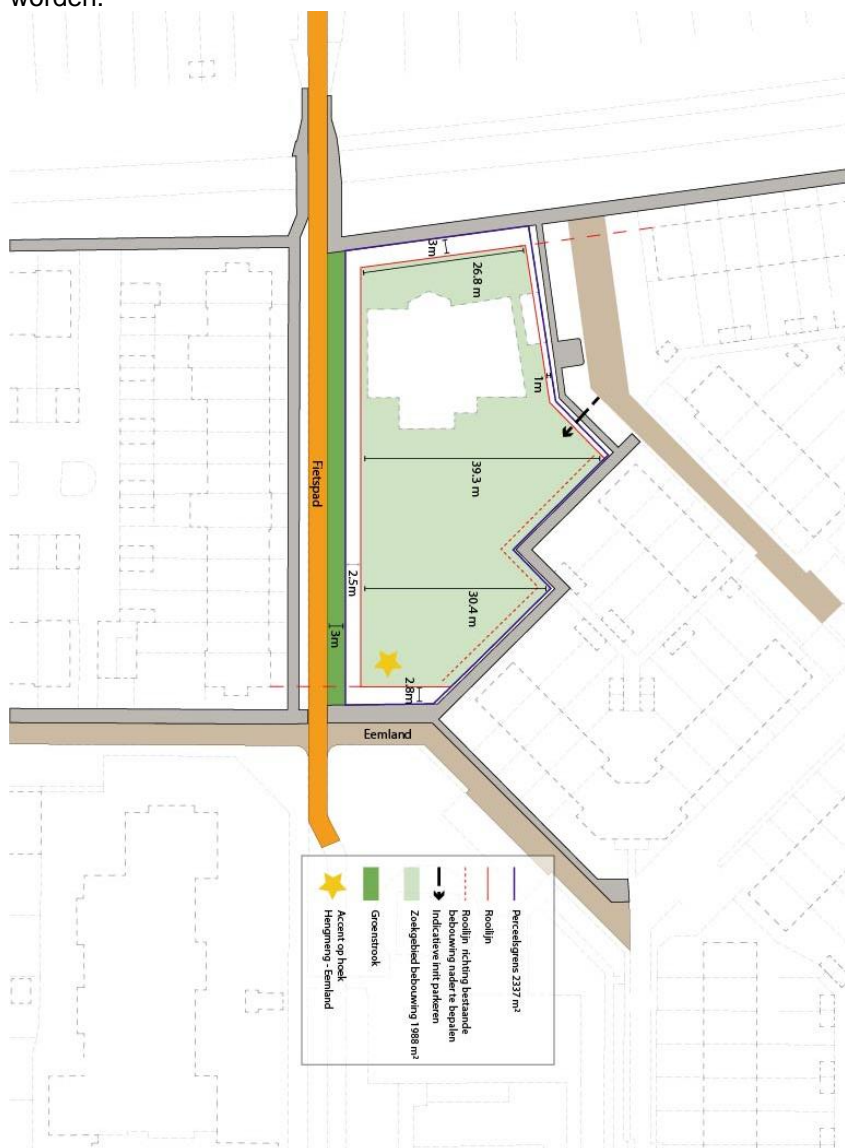 worden.
3m
26.8 m
1m
39.3 m
Fietspad
2.5m
30.4 m
3m
2.8m
Eemland
Perceelsgrens 2337 m²
Rooilijn
Rooilijn richting bestaande
bebouwing nader te bepalen
Indicatieve inrit parkeren
Zoekgebied bebouwing 1988 m²
Groenstrook
Accent op hoek
Hengmeng - Eemland